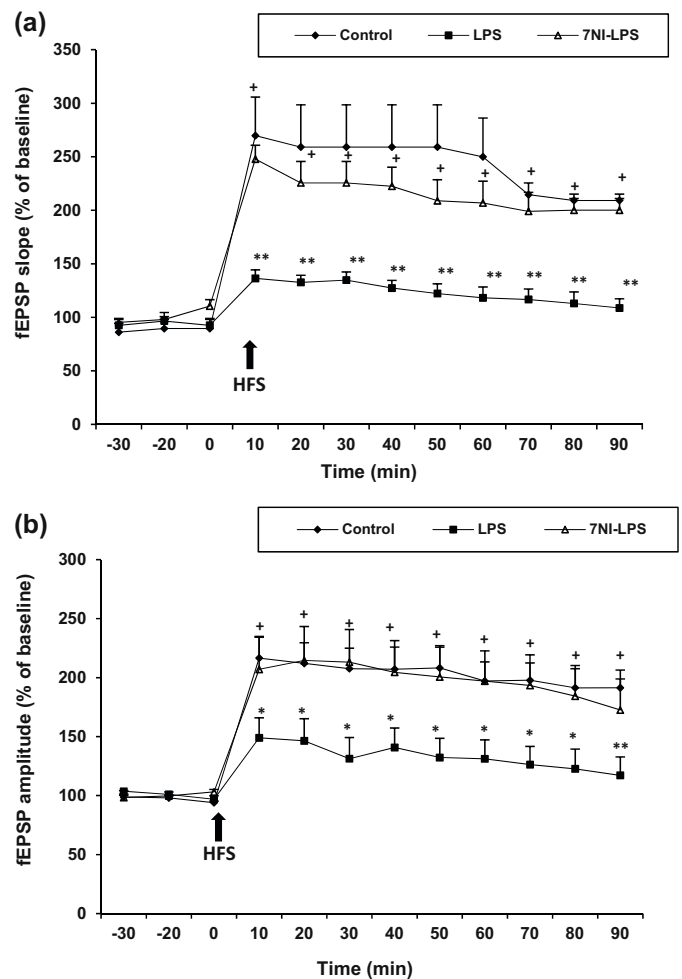 (a)
Control LPS 7NI-LPS
fEPSP slope (% of baseline)
350
300
250
200
150
100
50
0
+
+ + + + + + + +
** ** ** ** ** ** ** ** **
HFS
-30 -20 0 10 20 30 40 50 60 70 80 90
Time (min)
(b)
Control LPS 7NI-LPS
fEPSP amplitude (% of baseline)
300
250
200
150
100
50
0
+ + + + + + + + +
* * * * * * * * **
HFS
-30 -20 0 10 20 30 40 50 60 70 80 90
Time (min)